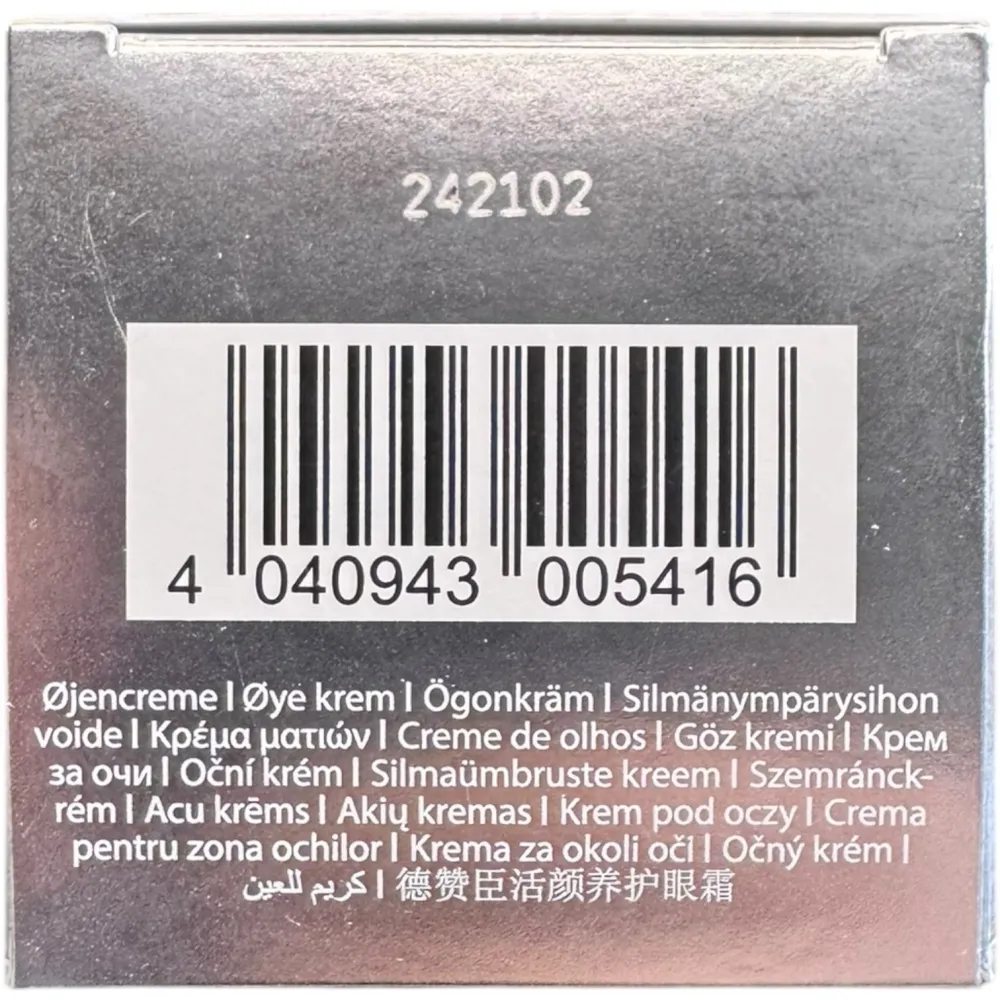 242102
4 040943 005416
Øjencreme | Øye krem | Ögonkräm | Silmänympärysihon
voide | Κρέμα ματιών | Creme de olhos | Göz kremi | Крем
за очи | Oční krém | Silmaümbruste kreem | Szemránck-
rém | Acu krēms | Akių kremas | Krem pod oczy | Crema
pentru zona ochilor | Krema za okoli oči | Očný krém |
كريم للعين | 德赞臣活颜养护眼霜